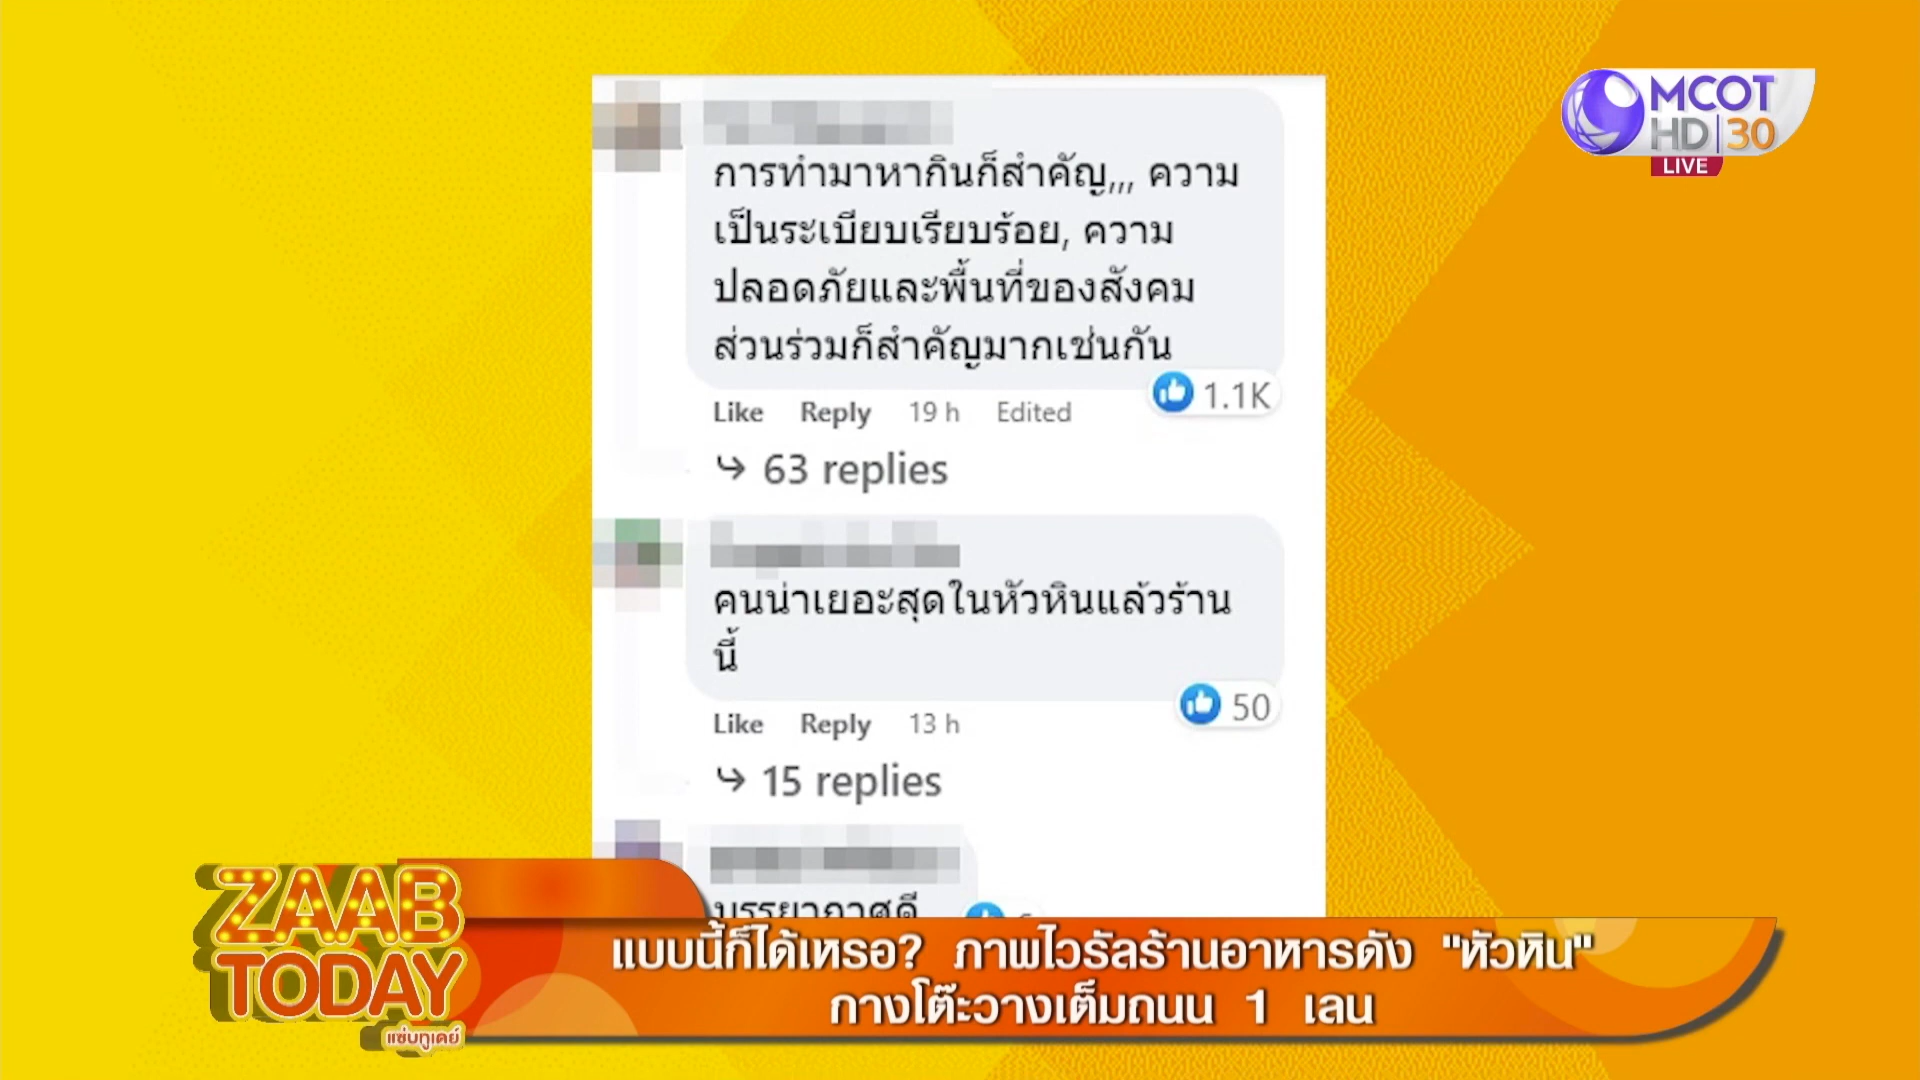 MCOT
HD 30
LIVE
การทำมาหากินก็สำคัญ,,, ความ
เป็นระเบียบเรียบร้อย, ความ
ปลอดภัยและพื้นที่ของสังคม
ส่วนร่วมก็สำคัญมากเช่นกัน
1.1K
Like Reply 19 h Edited
63 replies
คนน่าเยอะสุดในหัวหินแล้วร้าน
นี้
50
Like Reply 13 h
15 replies
บรรยากาศดี
ZAAB
TODAY
แซ่บทูเดย์
แบบนี้ก็ได้เหรอ? ภาพไวรัลร้านอาหารดัง "หัวหิน"
กางโต๊ะวางเต็มถนน 1 เลน